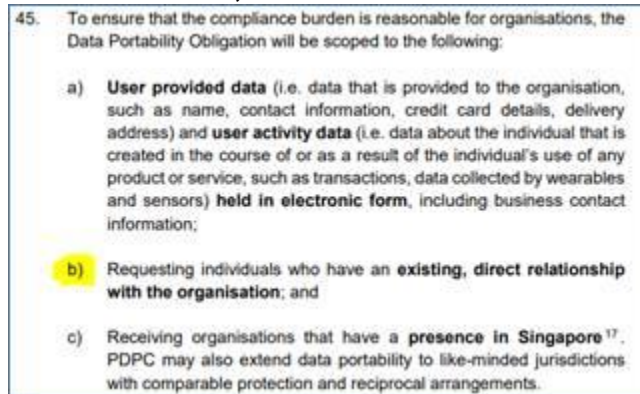 45. To ensure that the compliance burden is reasonable for organisations, the
Data Portability Obligation will be scoped to the following:
a) User provided data (i.e. data that is provided to the organisation,
such as name, contact information, credit card details, delivery
address) and user activity data (i.e. data about the individual that is
created in the course of or as a result of the individual's use of any
product or service, such as transactions, data collected by wearables
and sensors) held in electronic form, including business contact
information;
b) Requesting individuals who have an existing, direct relationship
with the organisation; and
c) Receiving organisations that have a presence in Singapore 17.
PDPC may also extend data portability to like-minded jurisdictions
with comparable protection and reciprocal arrangements.